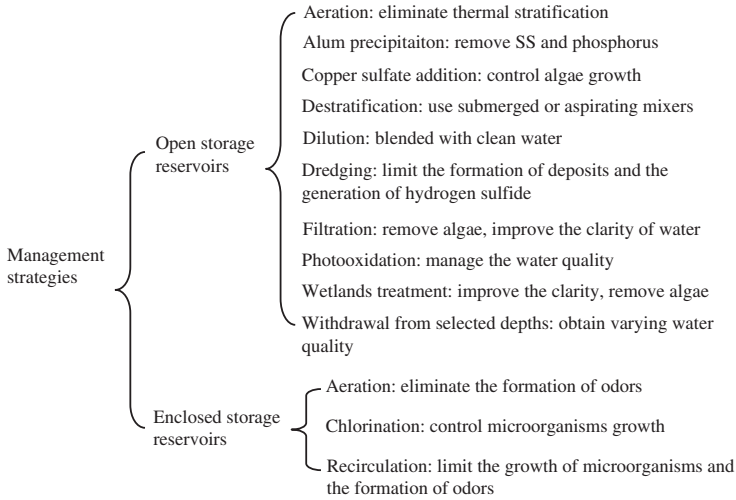 Management
strategies
Open storage
reservoirs
Aeration: eliminate thermal stratification
Alum precipitaiton: remove SS and phosphorus
Copper sulfate addition: control algae growth
Destratification: use submerged or aspirating mixers
Dilution: blended with clean water
Dredging: limit the formation of deposits and the
generation of hydrogen sulfide
Filtration: remove algae, improve the clarity of water
Photooxidation: manage the water quality
Wetlands treatment: improve the clarity, remove algae
Withdrawal from selected depths: obtain varying water
quality
Enclosed storage
reservoirs
Aeration: eliminate the formation of odors
Chlorination: control microorganisms growth
Recirculation: limit the growth of microorganisms and
the formation of odors